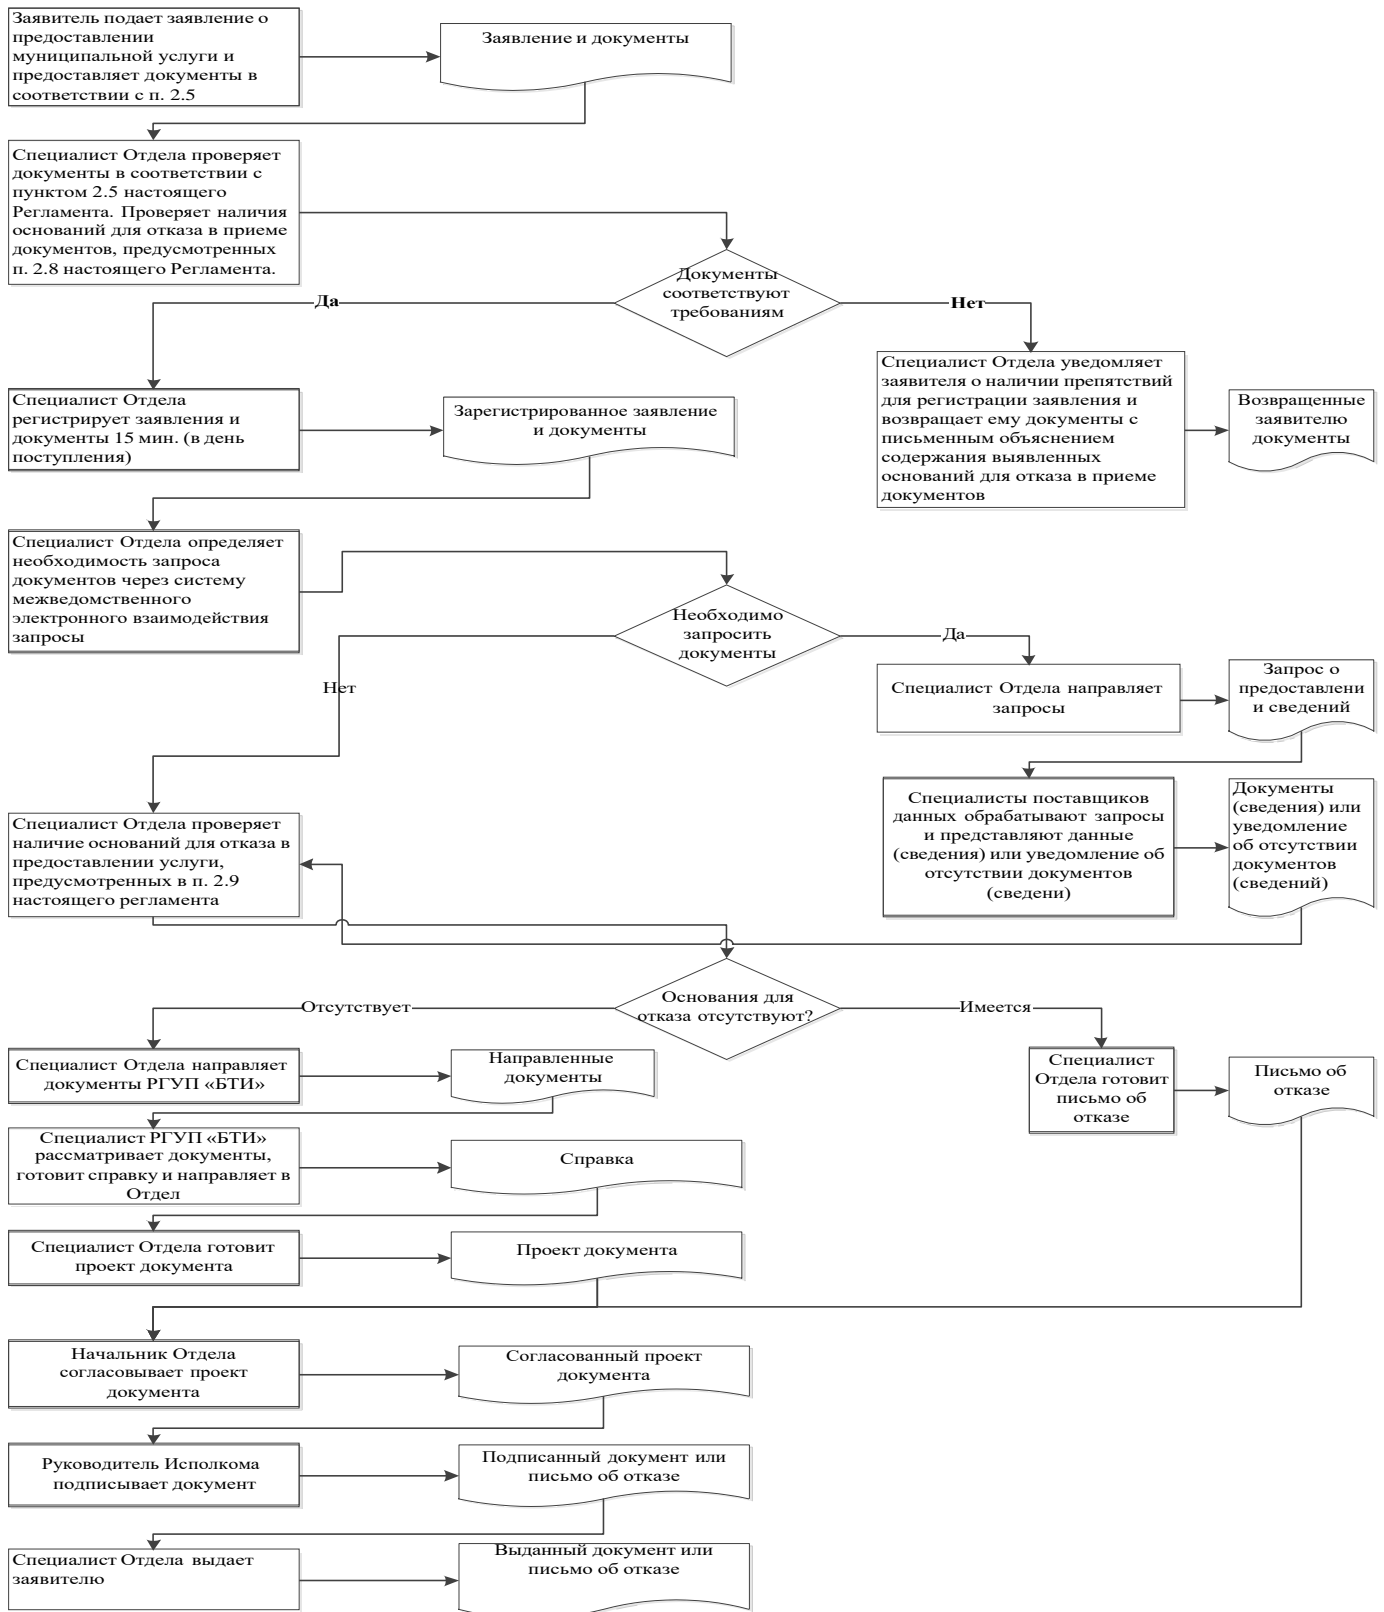 Заявитель подает заявление о
предоставлении
муниципальной услуги и
предоставляет документы в
соответствии с п. 2.5
Заявление и документы
Специалист Отдела проверяет
документы в соответствии с
пунктом 2.5 настоящего
Регламента. Проверяет наличия
оснований для отказа в приеме
документов, предусмотренных
п. 2.8 настоящего Регламента.
Документы
соответствуют
требованиям
Да
Нет
Специалист Отдела уведомляет
заявителя о наличии препятствий
для регистрации заявления и
возвращает ему документы с
письменным объяснением
содержания выявленных
оснований для отказа в приеме
документов
Возвращенные
заявителю
документы
Специалист Отдела
регистрирует заявления и
документы 15 мин. (в день
поступления)
Зарегистрированное заявление
и документы
Специалист Отдела определяет
необходимость запроса
документов через систему
межведомственного
электронного взаимодействия
запросы
Необходимо
запросить
документы
Да
Нет
Специалист Отдела направляет
запросы
Запрос о
предоставлени
и сведений
Специалисты поставщиков
данных обрабатывают запросы
и представляют данные
(сведения) или уведомление об
отсутствии документов
(сведени)
Документы
(сведения) или
уведомление
об отсутствии
документов
(сведений)
Специалист Отдела проверяет
наличие оснований для отказа в
предоставлении услуги,
предусмотренных в п. 2.9
настоящего регламента
Основания для
отказа отсутствуют?
Отсутствует
Имеется
Специалист Отдела направляет
документы РГУП «БТИ»
Направленные
документы
Специалист
Отдела готовит
письмо об
отказе
Письмо об
отказе
Специалист РГУП «БТИ»
рассматривает документы,
готовит справку и направляет в
Отдел
Справка
Специалист Отдела готовит
проект документа
Проект документа
Начальник Отдела
согласовывает проект
документа
Согласованный проект
документа
Руководитель Исполкома
подписывает документ
Подписанный документ или
письмо об отказе
Специалист Отдела выдает
заявителю
Выданный документ или
письмо об отказе